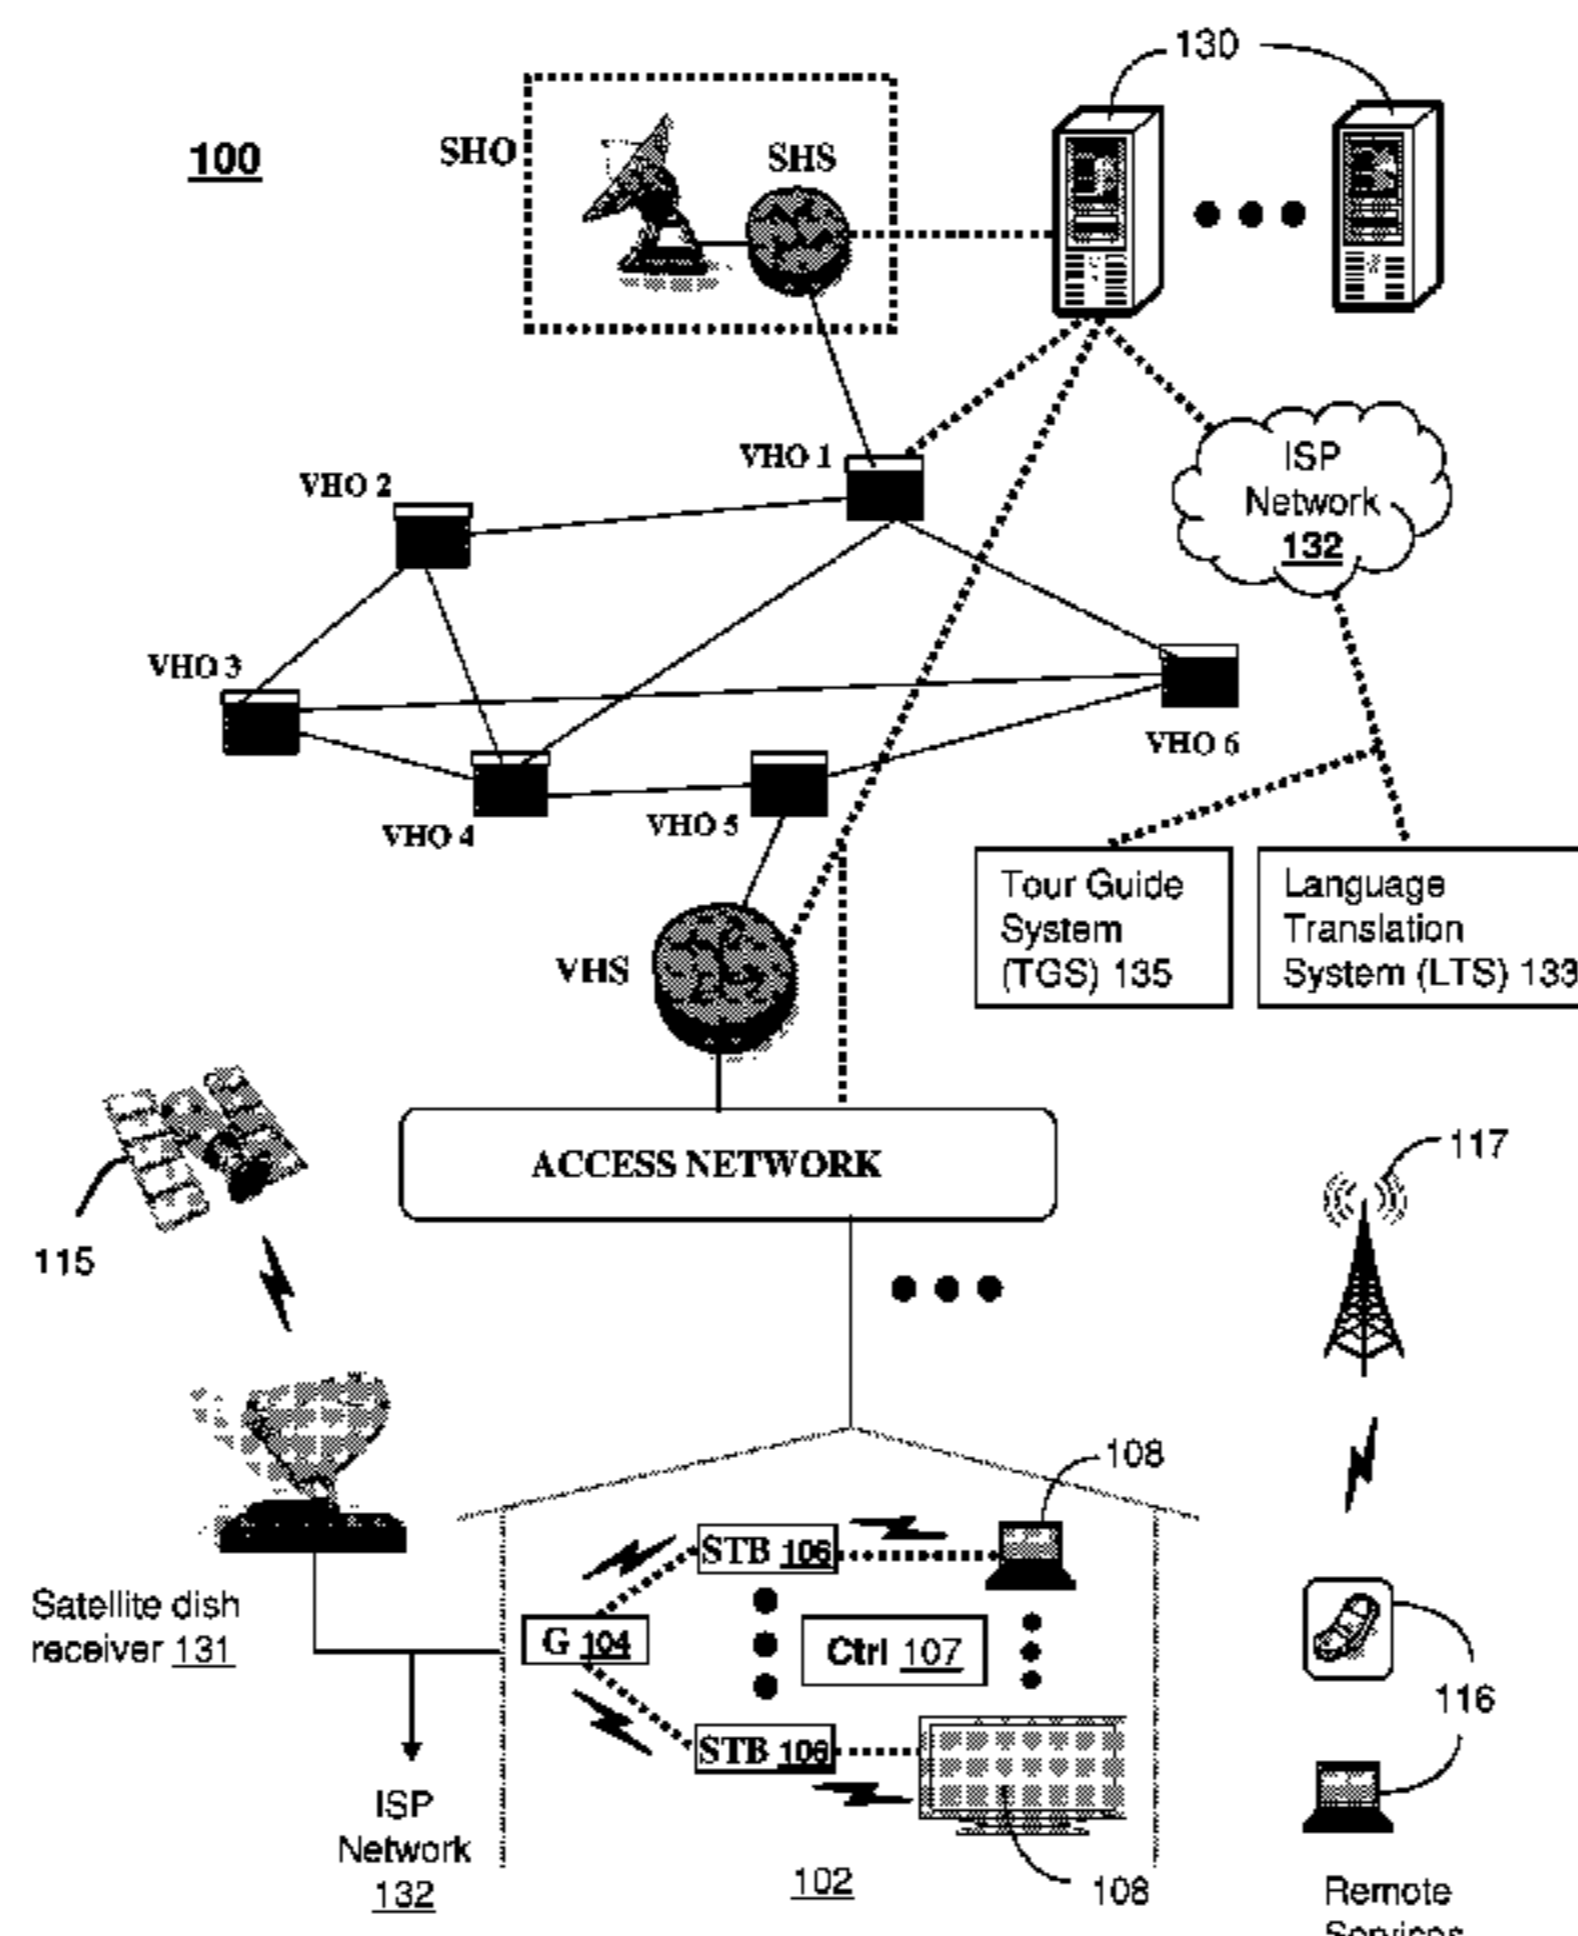 130
100
SHO
SHS
VHO 1
VHO 2
ISP
Network
132
VHO 3
VHO 6
VHO 4
VHO 5
Tour Guide
System
(TGS) 135
Language
Translation
System (LTS) 133
VHS
ACCESS NETWORK
117
115
108
STB 106
Satellite dish
receiver 131
G 104
Ctrl 107
116
STB 106
ISP
Network
132
102
108
Remote
Services